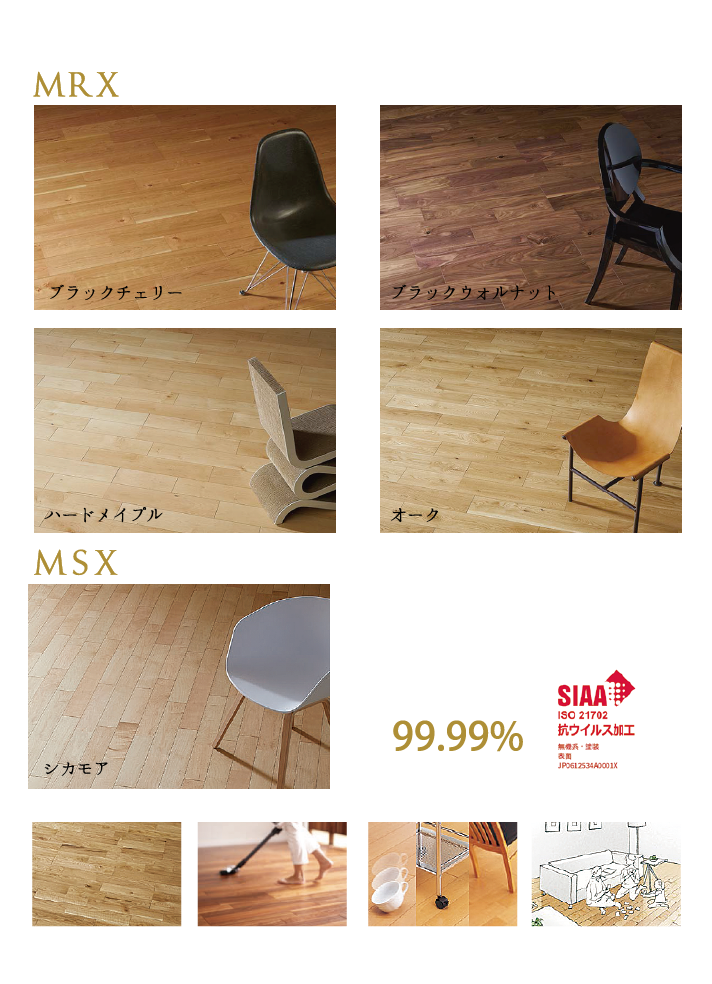 MRX
ブラックチェリー
ブラックウォルナット
ハードメイプル
オーク
MSX
シカモア
99.99%
SIAA
ISO 21702
抗ウイルス加工
無機系・塗装
表面
JP0612534A0001X